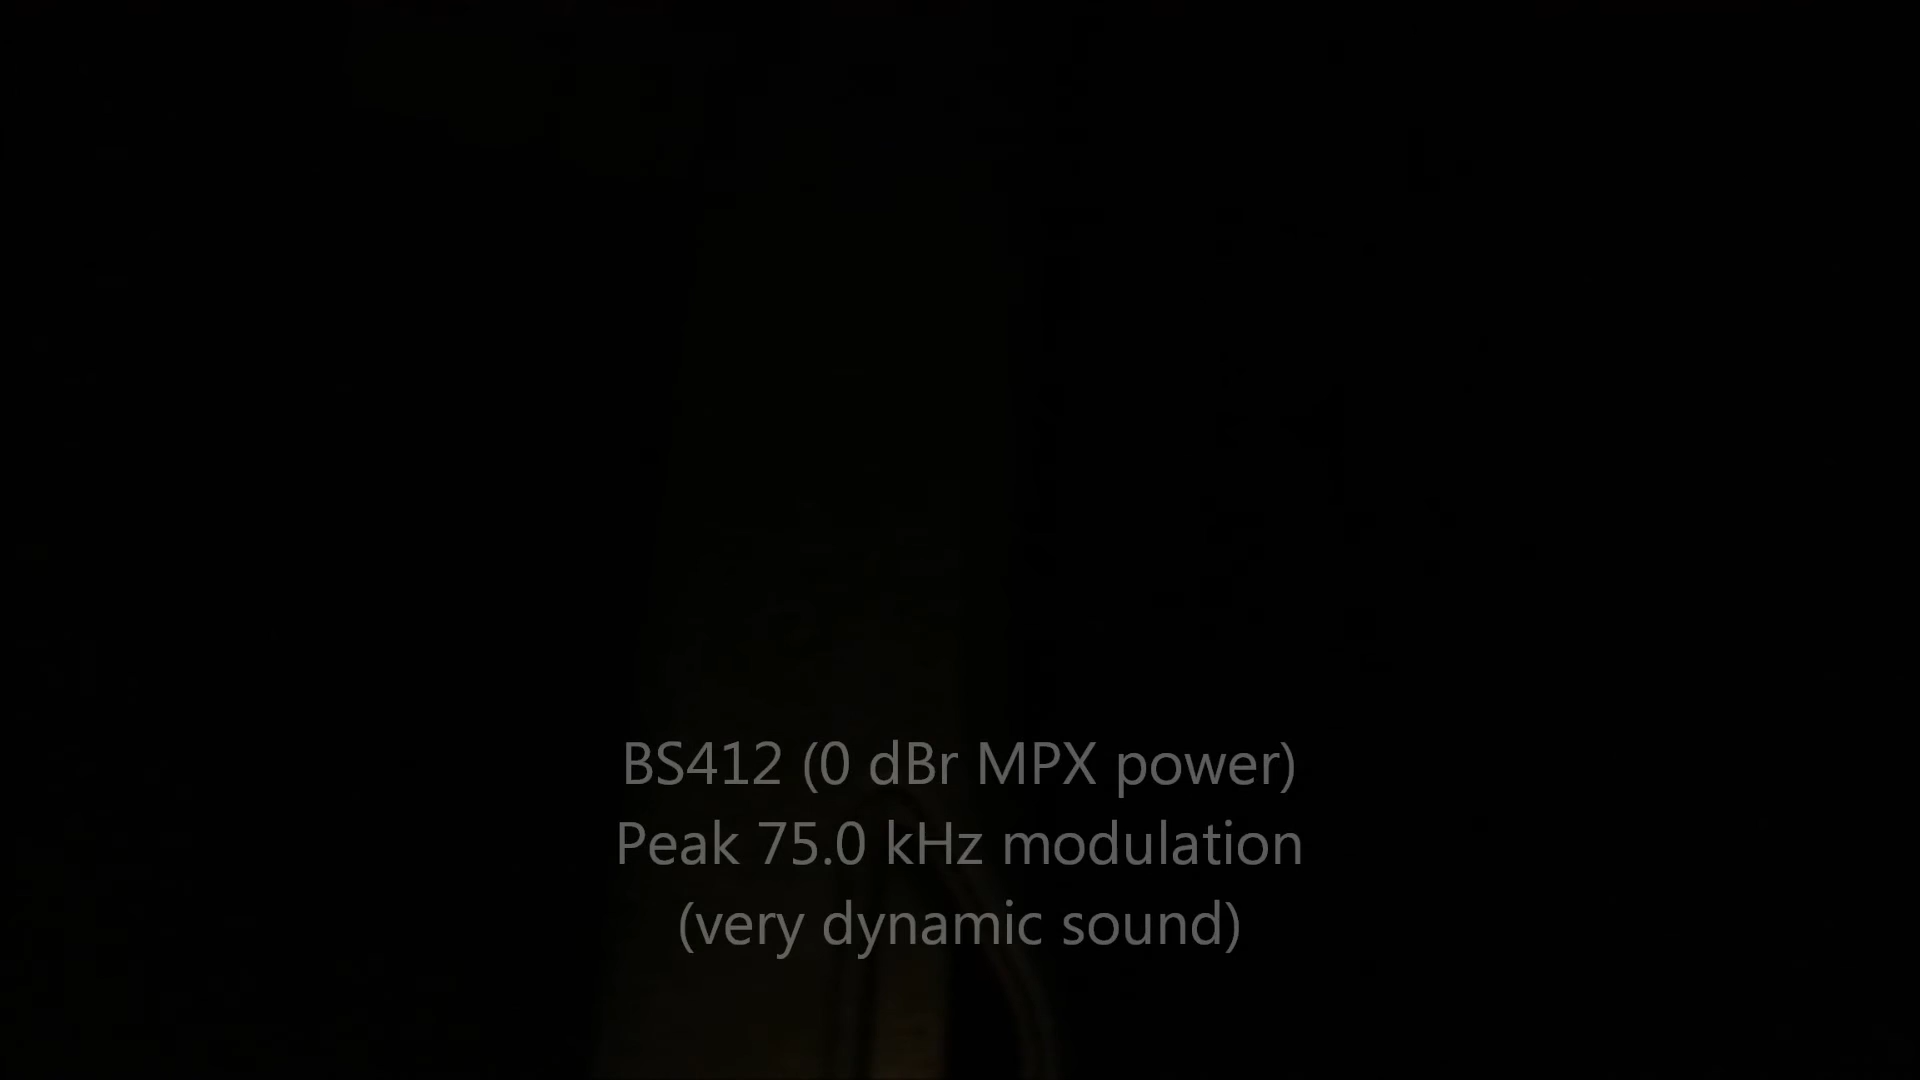 BS412 (0 dBr MPX power)
Peak 75.0 kHz modulation
(very dynamic sound)